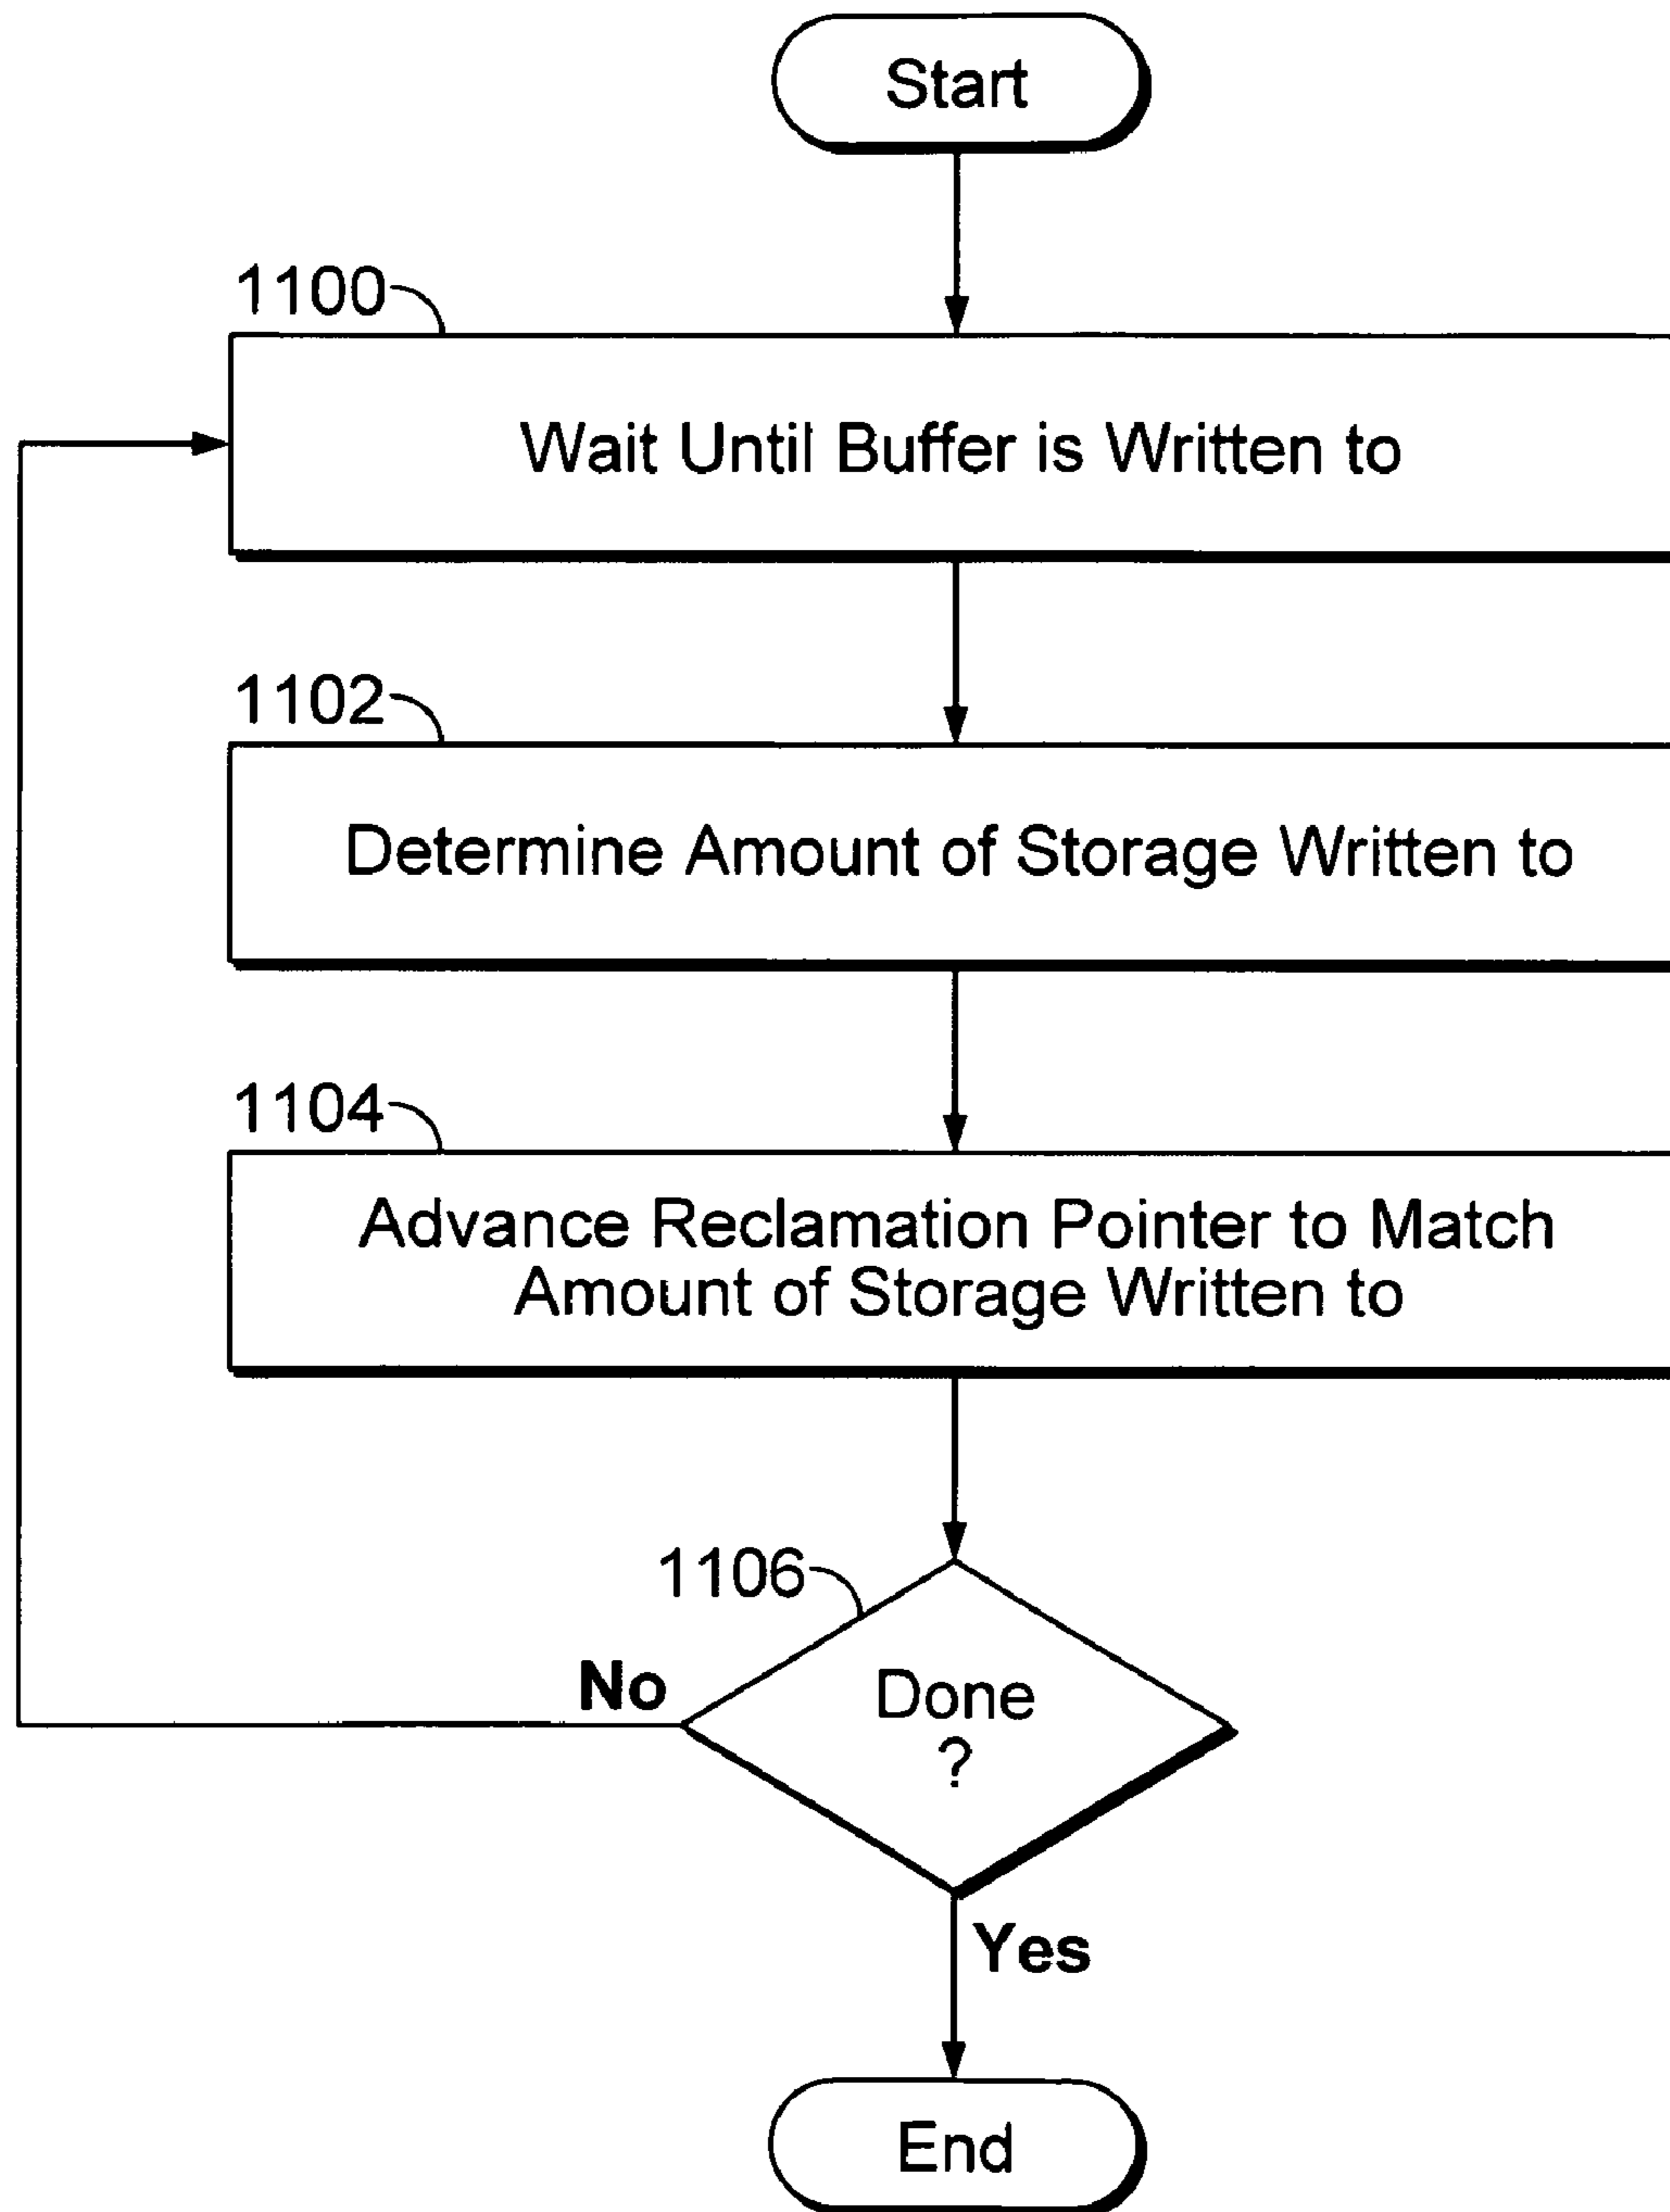 Start
1100
Wait Until Buffer is Written to
1102
Determine Amount of Storage Written to
1104
Advance Reclamation Pointer to Match
Amount of Storage Written to
1106
No
Done
?
Yes
End